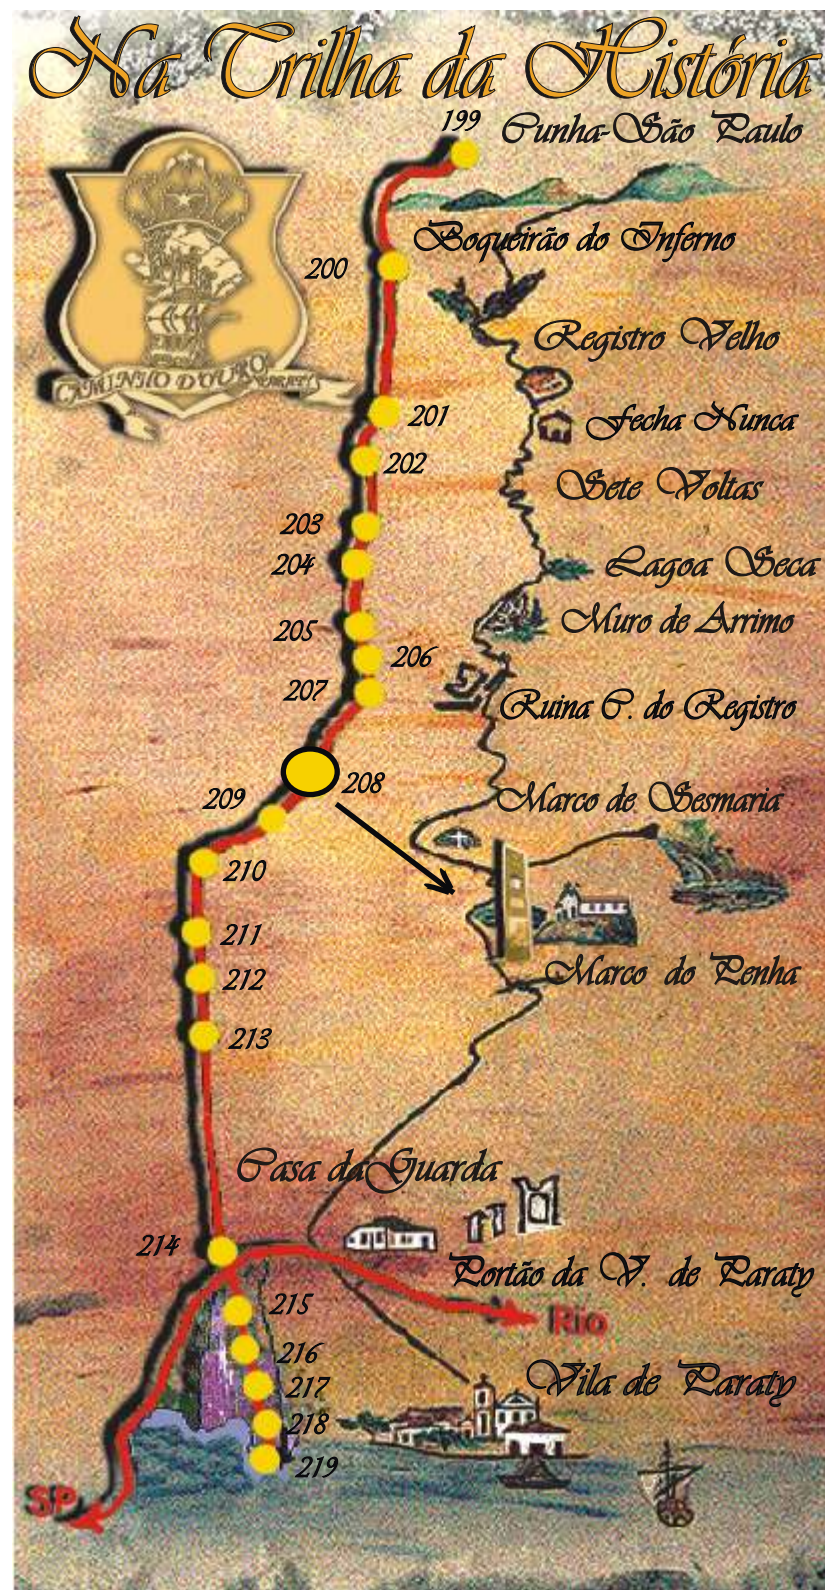 Na Trilha da História
199 Cunha-São Paulo
Boqueirão do Inferno
200
Registro Velho
CAMINHO D'OURO
PARATY
201
Fecha Nunca
202
Sete Voltas
203
204
Lagoa Seca
205
Muro de Arrimo
206
207
Ruina C. do Registro
208
209
Marco de Sesmaria
210
211
212
Marco do Penha
213
Casa da Guarda
214
Portão da V. de Paraty
215
Rio
216
217
Vila de Paraty
218
219
SP